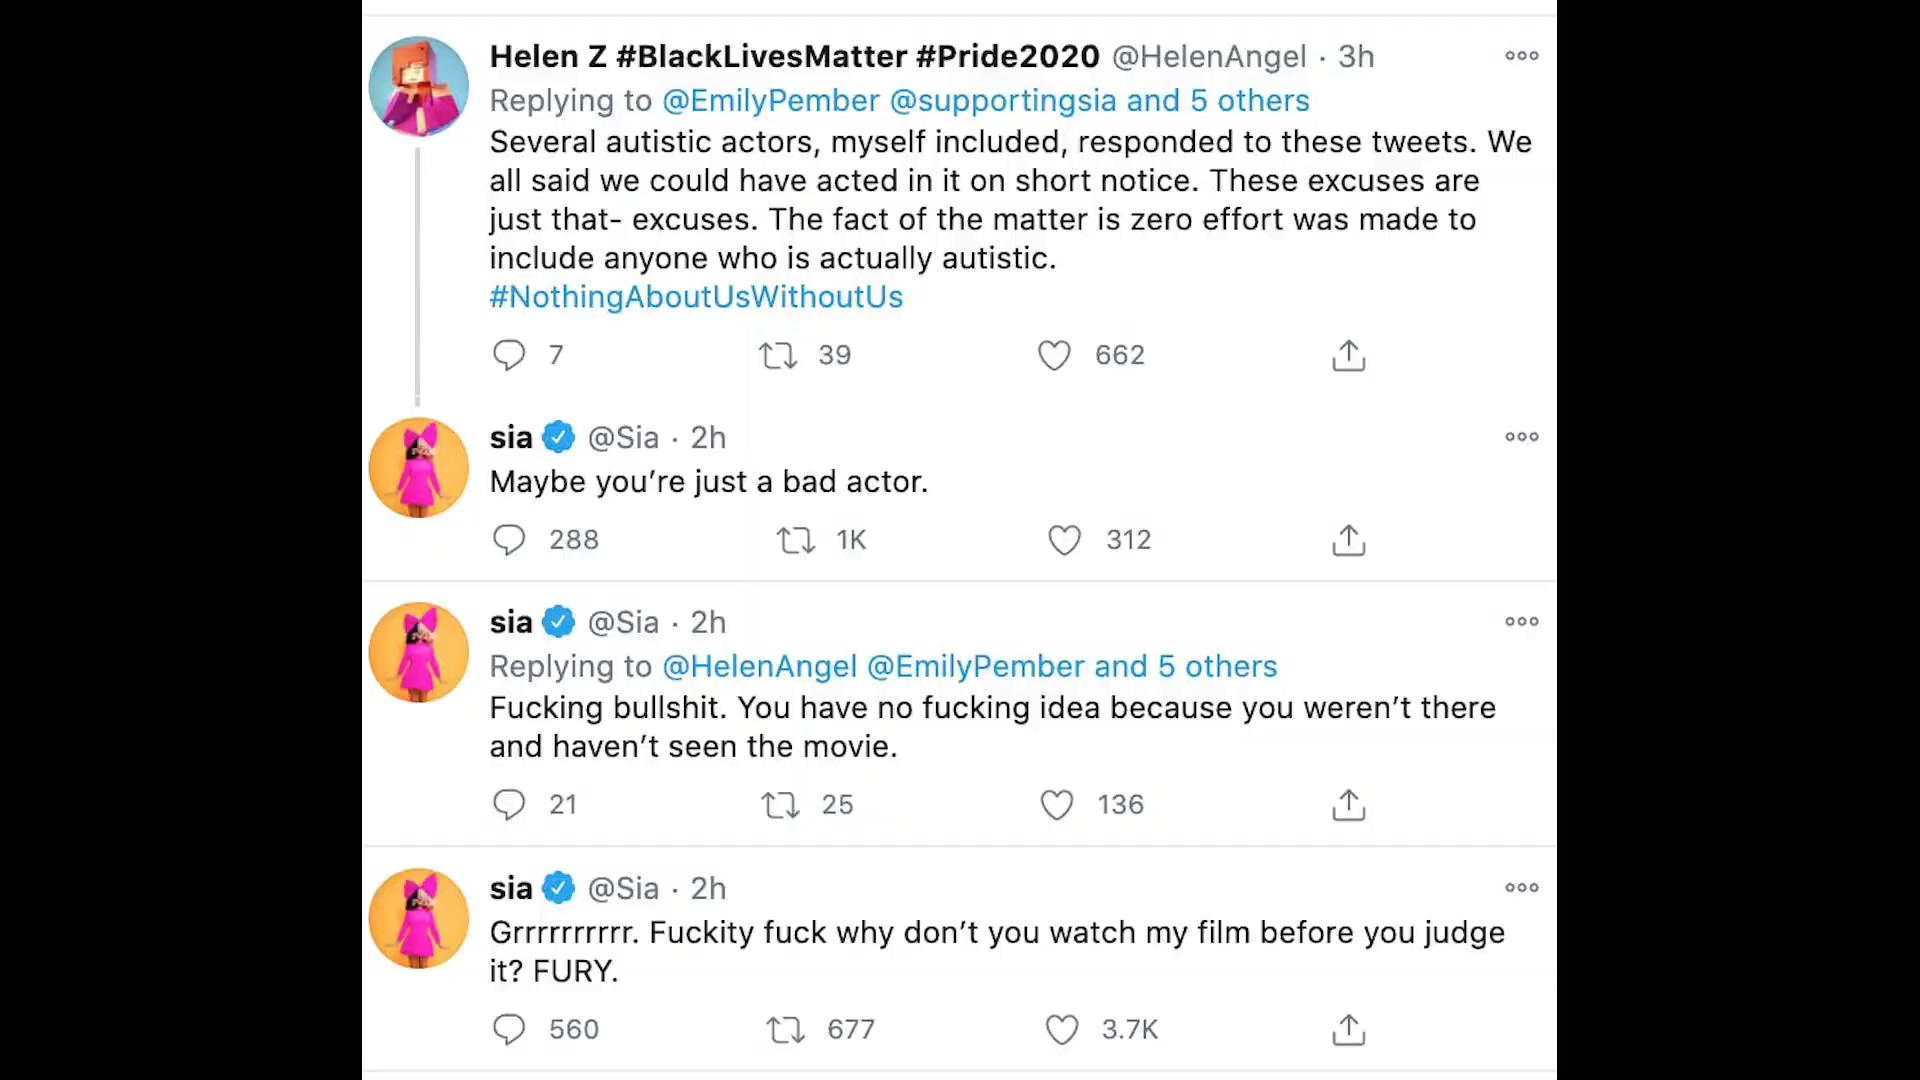 Helen Z #BlackLivesMatter #Pride2020 @HelenAngel · 3h
Replying to @EmilyPember @supportingsia and 5 others
Several autistic actors, myself included, responded to these tweets. We
all said we could have acted in it on short notice. These excuses are
just that- excuses. The fact of the matter is zero effort was made to
include anyone who is actually autistic.
#NothingAboutUsWithoutUs
7 39 662
sia @Sia · 2h
Maybe you’re just a bad actor.
288 1K 312
sia @Sia · 2h
Replying to @HelenAngel @EmilyPember and 5 others
Fucking bullshit. You have no fucking idea because you weren’t there
and haven’t seen the movie.
21 25 136
sia @Sia · 2h
Grrrrrrrrrr. Fuckity fuck why don’t you watch my film before you judge
it? FURY.
560 677 3.7K